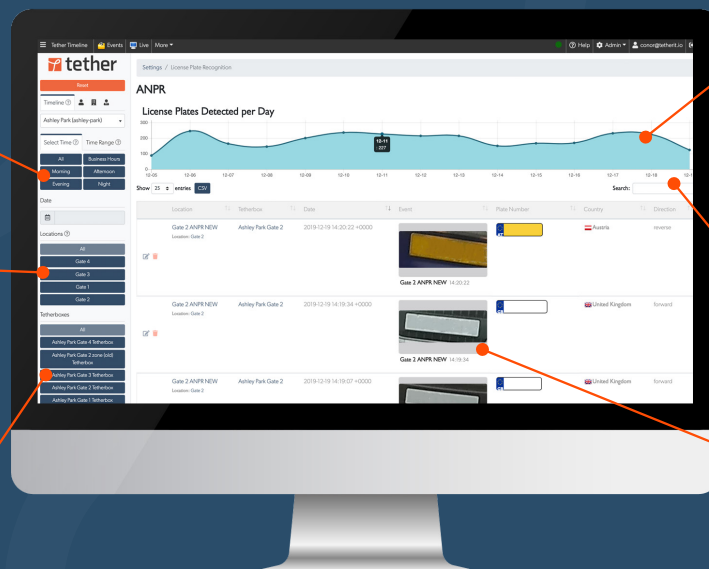 Tether Timeline Events Live More Help Admin conor@tethert.io
tether
Read
Timeline
Ashley Park (ashley-park)
Select Time Time Range
All Business Hours
Morning Afternoon
Evening Night
Date
Locations
All
Gate 4
Gate 3
Gate 1
Gate 2
Tetherboxes
All
Ashley Park Gate 4 Tetherbox
Ashley Park Gate 2 zone (old)
Tetherbox
Ashley Park Gate 3 Tetherbox
Ashley Park Gate 2 Tetherbox
Ashley Park Gate 1 Tetherbox
Settings / License Plate Recognition
ANPR
License Plates Detected per Day
300
200
100
0
12-11
: 227
12-05 12-06 12-07 12-08 12-09 12-10 12-11 12-12 12-13 12-14 12-15 12-16 12-17 12-18
Show 25 entries CSV Search:
Location Tetherbox Date Event Plate Number Country Direction
Gate 2 ANPR NEW Ashley Park Gate 2 2019-12-19 14:20:22 +0000 Austria reverse
Location: Gate 2
Gate 2 ANPR NEW 14:20:22
Gate 2 ANPR NEW Ashley Park Gate 2 2019-12-19 14:19:34 +0000 GB United Kingdom forward
Location: Gate 2
Gate 2 ANPR NEW 14:19:34
Gate 2 ANPR NEW Ashley Park Gate 2 2019-12-19 14:19:07 +0000 GB United Kingdom forward
Location: Gate 2